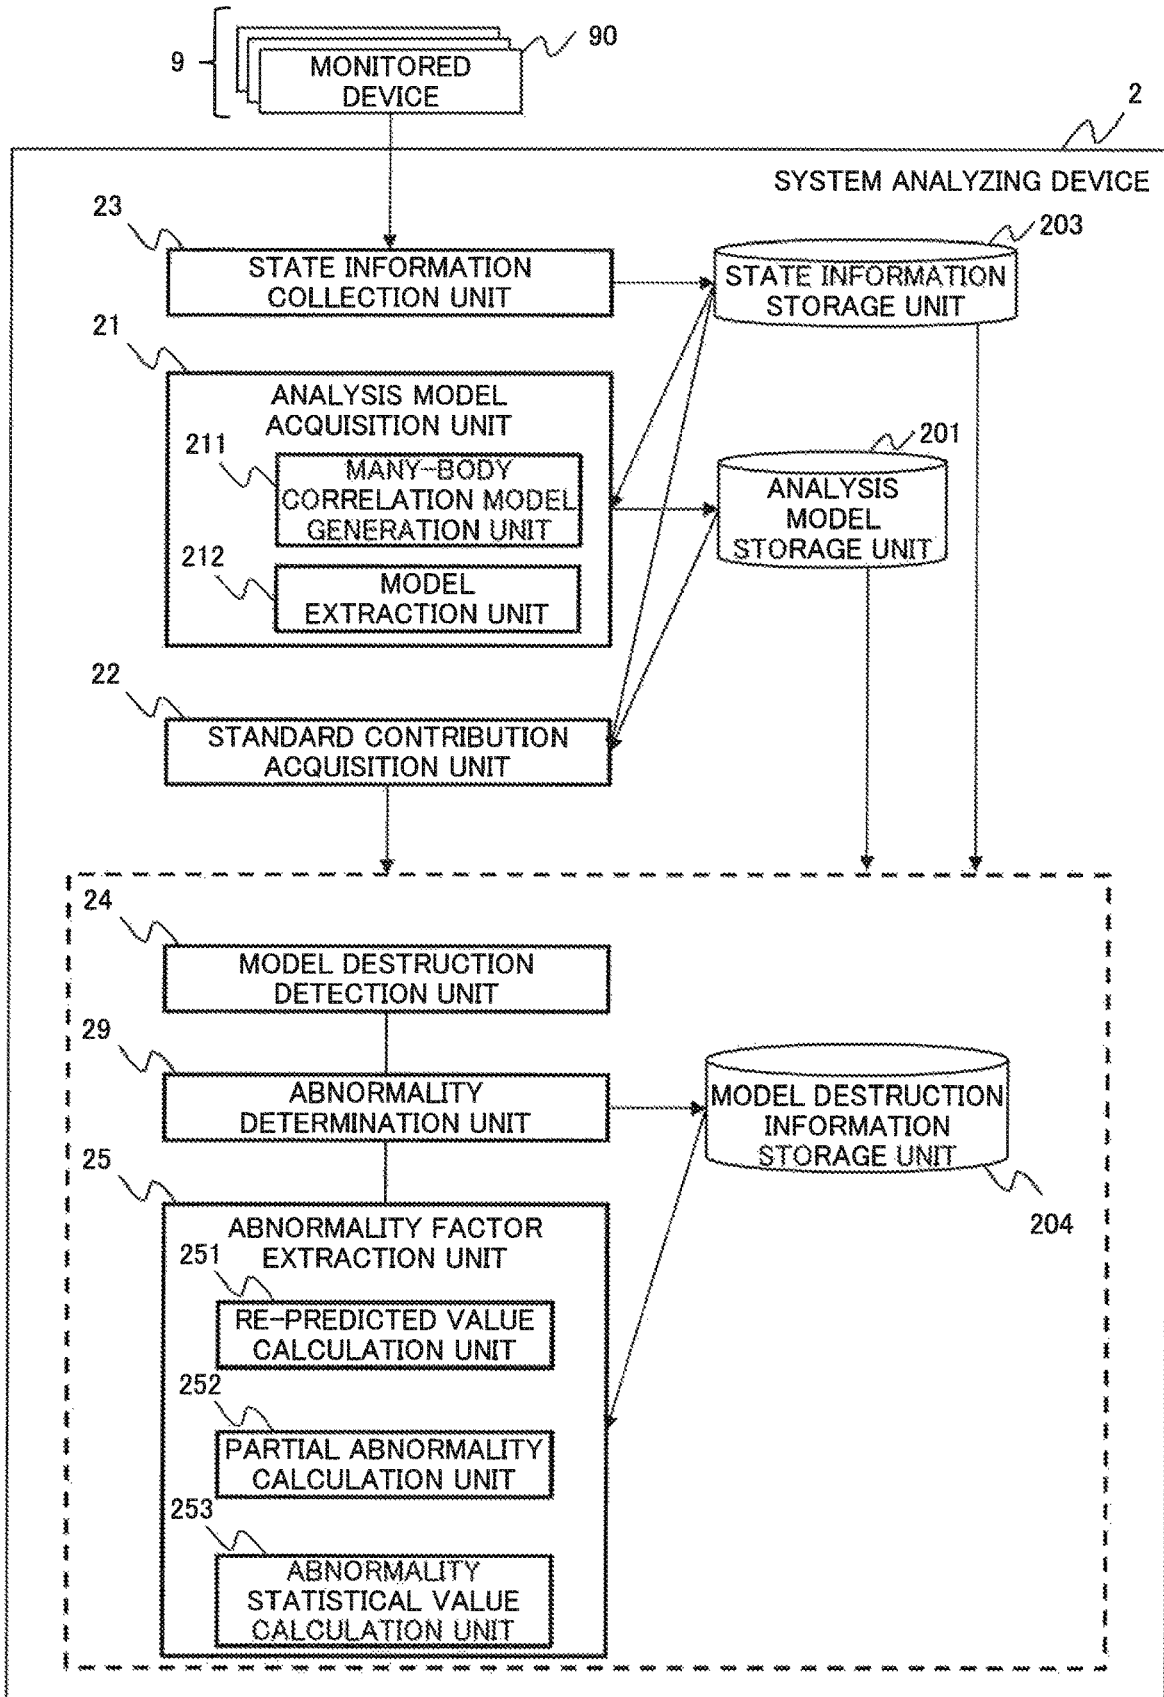 9
90
MONITORED
DEVICE
2
SYSTEM ANALYZING DEVICE
23
STATE INFORMATION
COLLECTION UNIT
203
STATE INFORMATION
STORAGE UNIT
21
ANALYSIS MODEL
ACQUISITION UNIT
211
MANY-BODY
CORRELATION MODEL
GENERATION UNIT
201
ANALYSIS
MODEL
STORAGE UNIT
212
MODEL
EXTRACTION UNIT
22
STANDARD CONTRIBUTION
ACQUISITION UNIT
24
MODEL DESTRUCTION
DETECTION UNIT
29
ABNORMALITY
DETERMINATION UNIT
MODEL DESTRUCTION
INFORMATION
STORAGE UNIT
204
25
ABNORMALITY FACTOR
EXTRACTION UNIT
251
RE-PREDICTED VALUE
CALCULATION UNIT
252
PARTIAL ABNORMALITY
CALCULATION UNIT
253
ABNORMALITY
STATISTICAL VALUE
CALCULATION UNIT